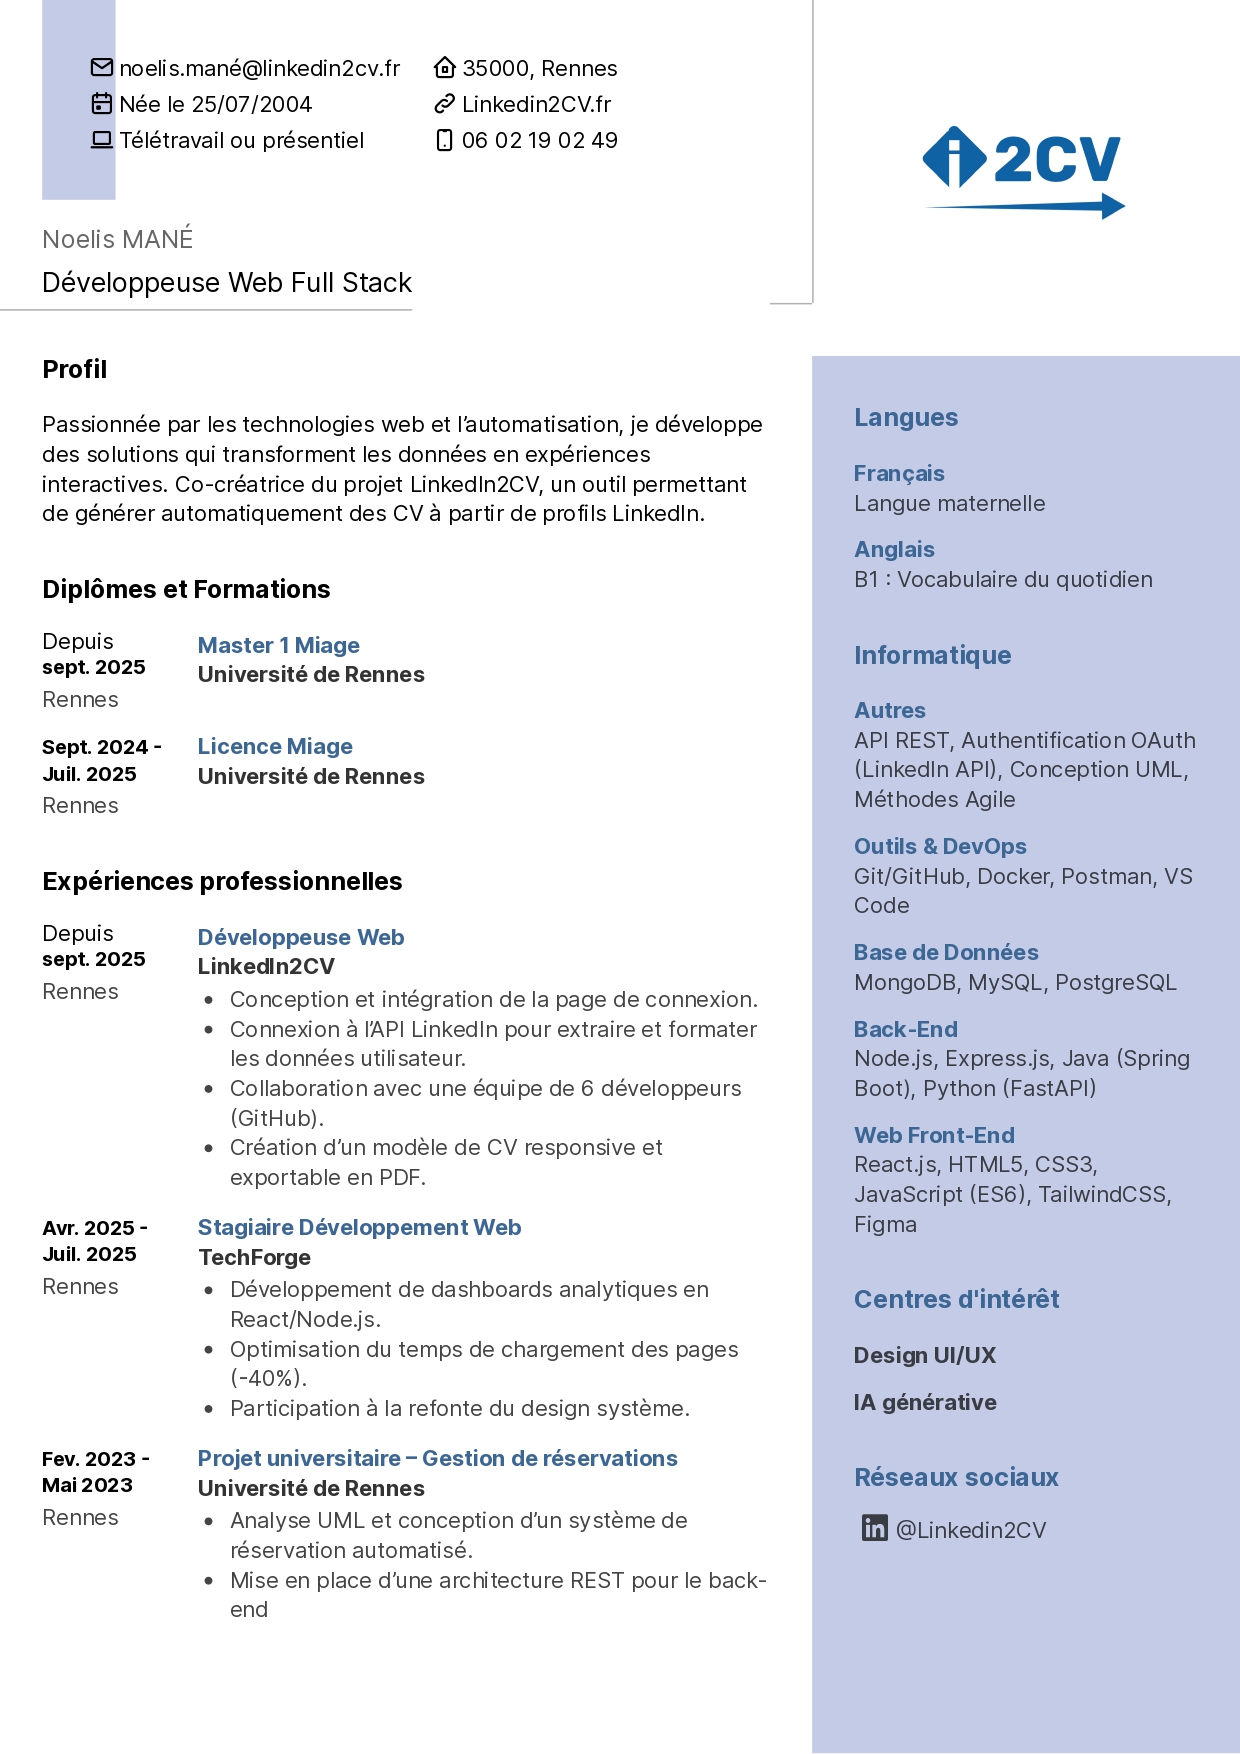 noelis.mané@linkedin2cv.fr
35000, Rennes
Née le 25/07/2004
Linkedin2CV.fr
Télétravail ou présentiel
06 02 19 02 49
i 2CV
Noelis MANÉ
Développeuse Web Full Stack
Profil
Passionnée par les technologies web et l’automatisation, je développe
des solutions qui transforment les données en expériences
interactives. Co-créatrice du projet LinkedIn2CV, un outil permettant
de générer automatiquement des CV à partir de profils LinkedIn.
Diplômes et Formations
Depuis
sept. 2025
Rennes
Master 1 Miage
Université de Rennes
Sept. 2024 -
Juil. 2025
Rennes
Licence Miage
Université de Rennes
Expériences professionnelles
Depuis
sept. 2025
Rennes
Développeuse Web
LinkedIn2CV
• Conception et intégration de la page de connexion.
• Connexion à l’API LinkedIn pour extraire et formater
les données utilisateur.
• Collaboration avec une équipe de 6 développeurs
(GitHub).
• Création d’un modèle de CV responsive et
exportable en PDF.
Avr. 2025 -
Juil. 2025
Rennes
Stagiaire Développement Web
TechForge
• Développement de dashboards analytiques en
React/Node.js.
• Optimisation du temps de chargement des pages
(-40%).
• Participation à la refonte du design système.
Fev. 2023 -
Mai 2023
Rennes
Projet universitaire – Gestion de réservations
Université de Rennes
• Analyse UML et conception d’un système de
réservation automatisé.
• Mise en place d’une architecture REST pour le back-
end
Langues
Français
Langue maternelle
Anglais
B1 : Vocabulaire du quotidien
Informatique
Autres
API REST, Authentification OAuth
(LinkedIn API), Conception UML,
Méthodes Agile
Outils & DevOps
Git/GitHub, Docker, Postman, VS
Code
Base de Données
MongoDB, MySQL, PostgreSQL
Back-End
Node.js, Express.js, Java (Spring
Boot), Python (FastAPI)
Web Front-End
React.js, HTML5, CSS3,
JavaScript (ES6), TailwindCSS,
Figma
Centres d'intérêt
Design UI/UX
IA générative
Réseaux sociaux
in @Linkedin2CV